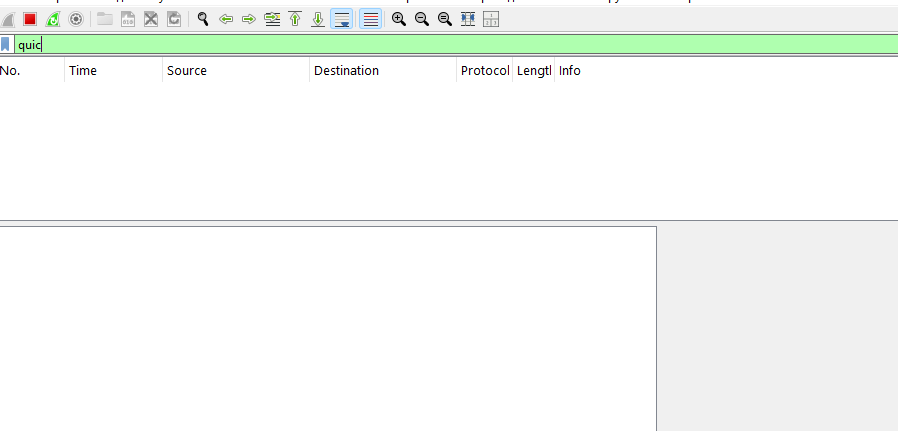 quic
No. Time Source Destination Protocol Lengtl Info